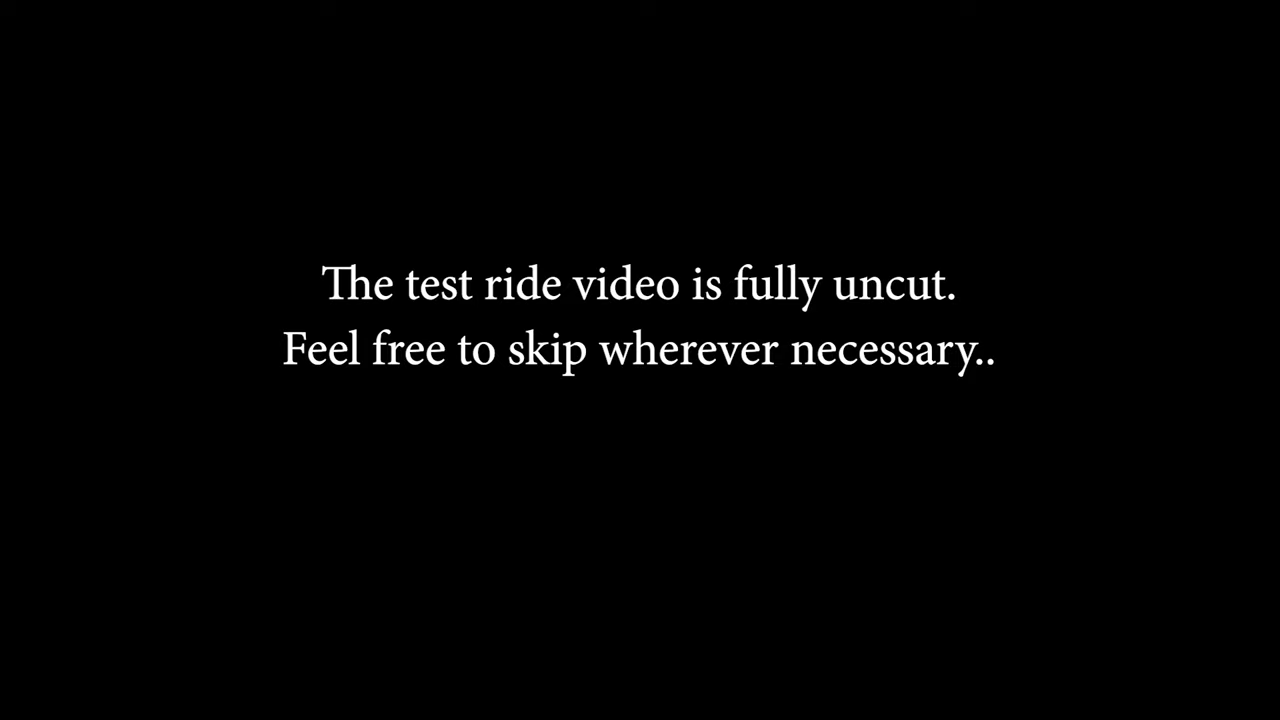 The test ride video is fully uncut.
Feel free to skip wherever necessary..